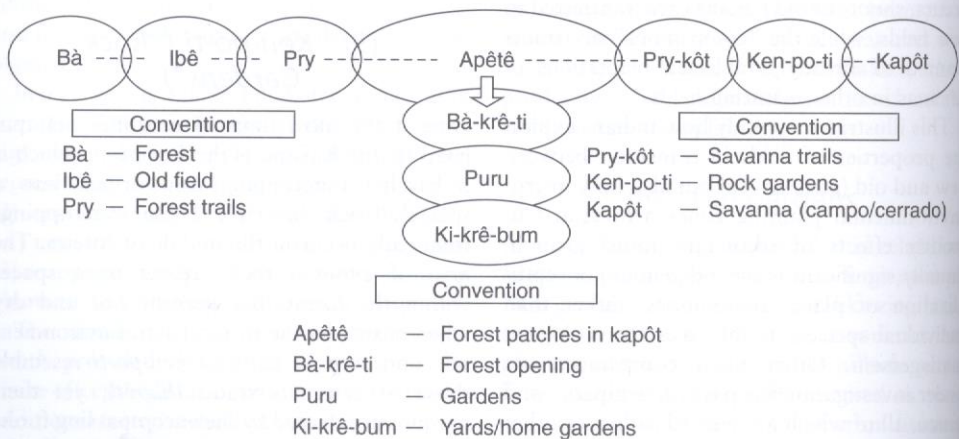 Bà --- Ibê --- Pry ------ Apêtê ------ Pry-kôt - Ken-po-ti - Kapôt
Bà-krê-ti
Puru
Ki-krê-bum
Convention
Bà — Forest
Ibê — Old field
Pry — Forest trails
Convention
Pry-kôt — Savanna trails
Ken-po-ti — Rock gardens
Kapôt — Savanna (campo/cerrado)
Convention
Apêtê — Forest patches in kapôt
Bà-krê-ti — Forest opening
Puru — Gardens
Ki-krê-bum — Yards/home gardens